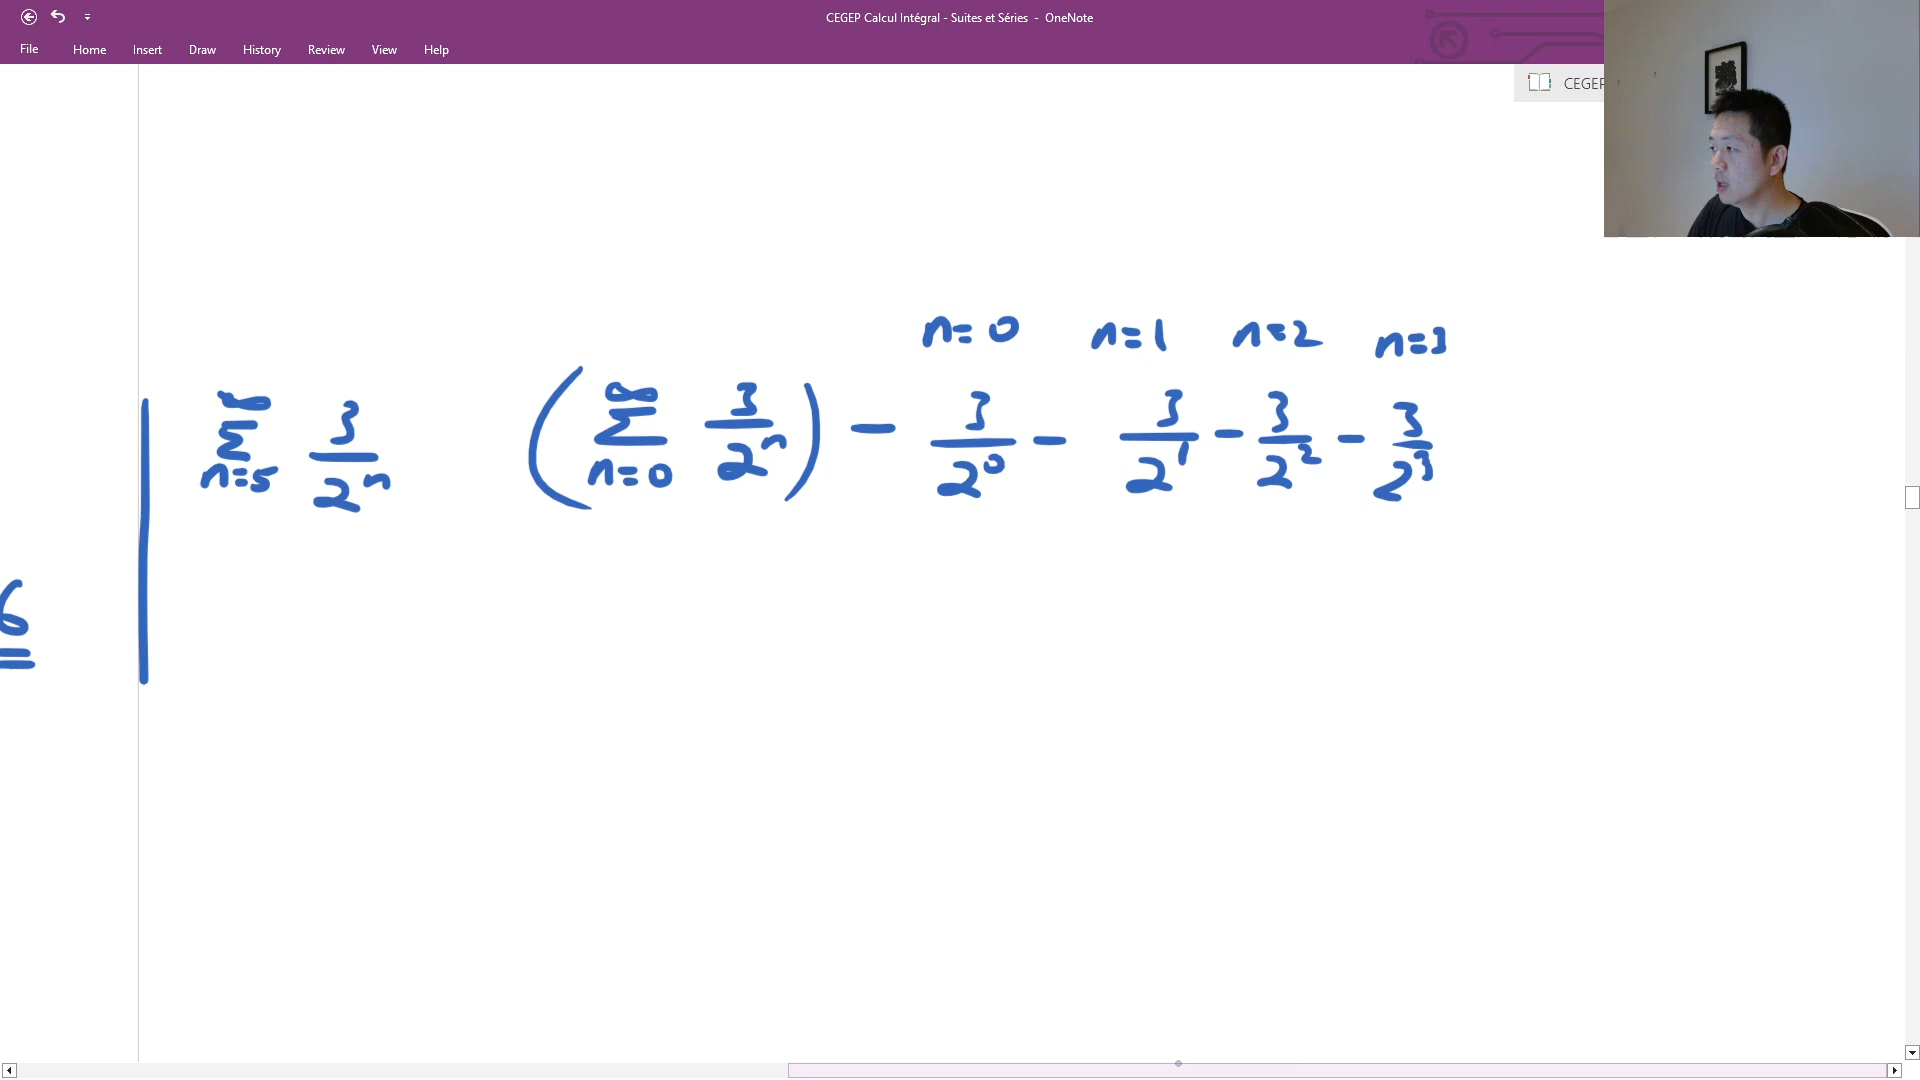 CEGEP Calcul Intégral - Suites et Séries - OneNote
File Home Insert Draw History Review View Help
CEGEP
n=0 n=1 n=2 n=3
∞ ∑ n=5 3/2^n (∞ ∑ n=0 3/2^n) - 3/2^0 - 3/2^1 - 3/2^2 - 3/2^3
6